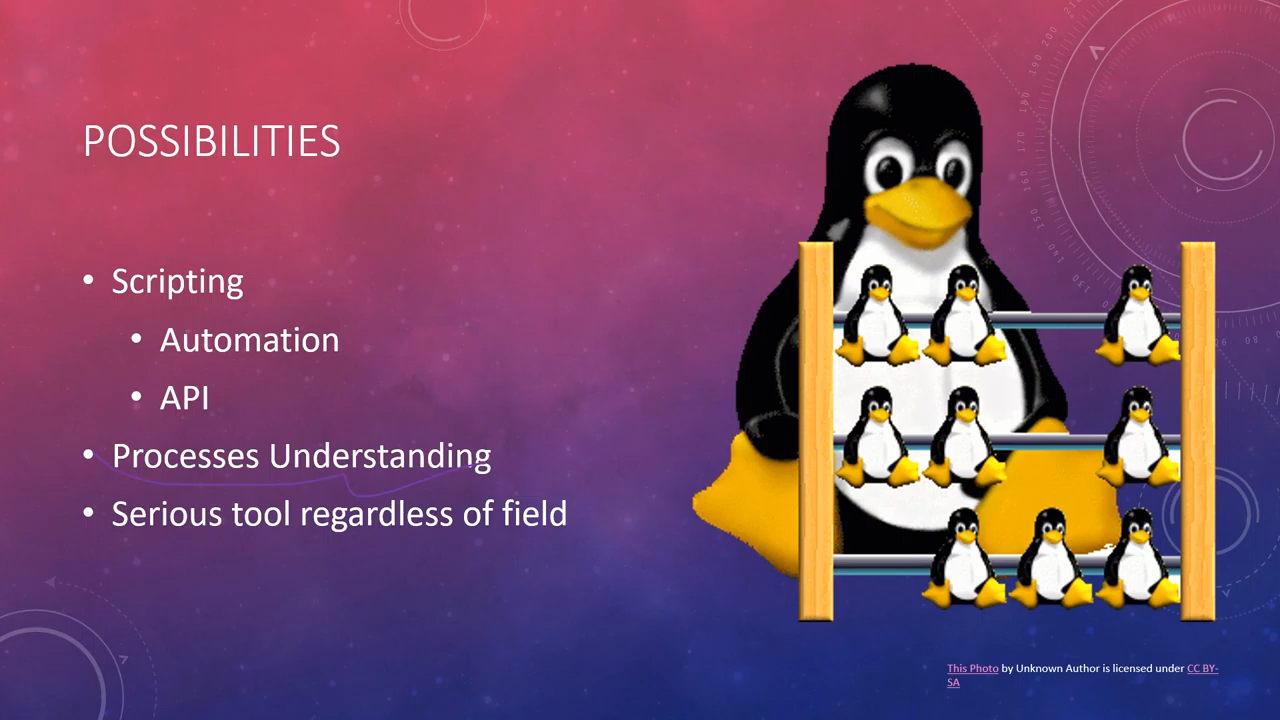 POSSIBILITIES
• Scripting
• Automation
• API
• Processes Understanding
• Serious tool regardless of field
This Photo by Unknown Author is licensed under CC BY-
SA